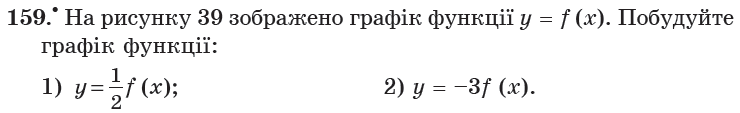 159.• На рисунку 39 зображено графік функції y = f (x). Побудуйте
графік функції:
1) y = 1/2 f (x); 2) y = −3f (x).